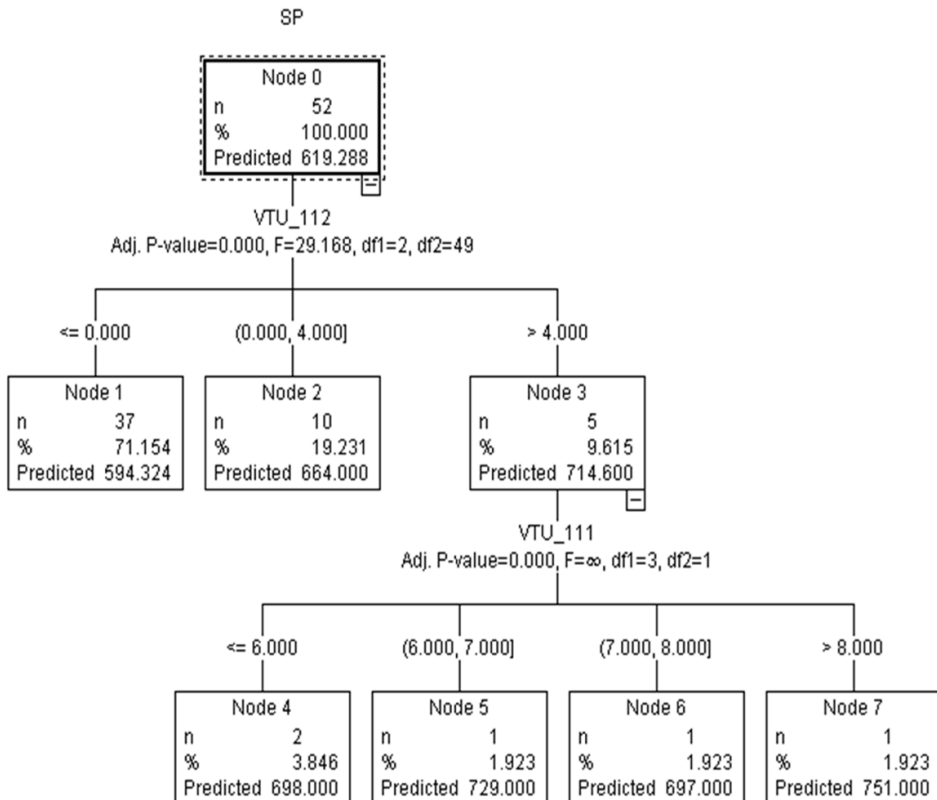 SP
Node 0
n 52
% 100.000
Predicted 619.288
VTU_112
Adj. P-value=0.000, F=29.168, df1=2, df2=49
<= 0.000
(0.000, 4.000]
> 4.000
Node 1
n 37
% 71.154
Predicted 594.324
Node 2
n 10
% 19.231
Predicted 664.000
Node 3
n 5
% 9.615
Predicted 714.600
VTU_111
Adj. P-value=0.000, F=∞, df1=3, df2=1
<= 6.000
(6.000, 7.000]
(7.000, 8.000]
> 8.000
Node 4
n 2
% 3.846
Predicted 698.000
Node 5
n 1
% 1.923
Predicted 729.000
Node 6
n 1
% 1.923
Predicted 697.000
Node 7
n 1
% 1.923
Predicted 751.000